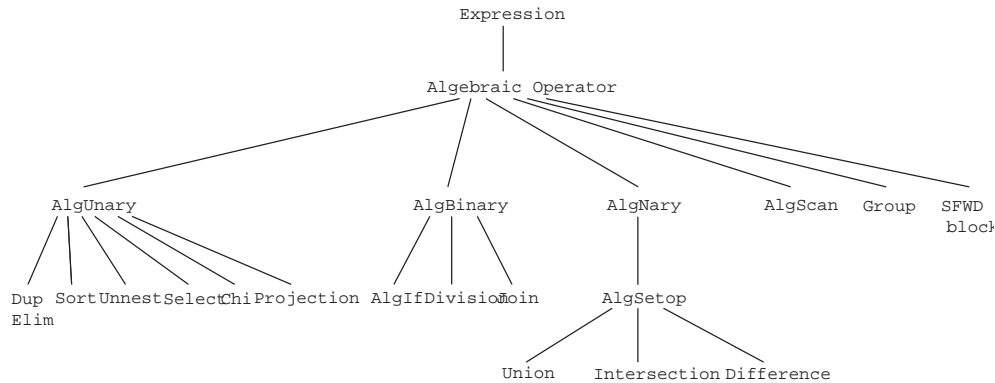 Expression
Algebraic Operator
AlgUnary AlgBinary AlgNary AlgScan Group SFWD
block
Dup Sort Unnest Select Chi Projection AlgIf Division Join AlgSetop
Elim
Union Intersection Difference